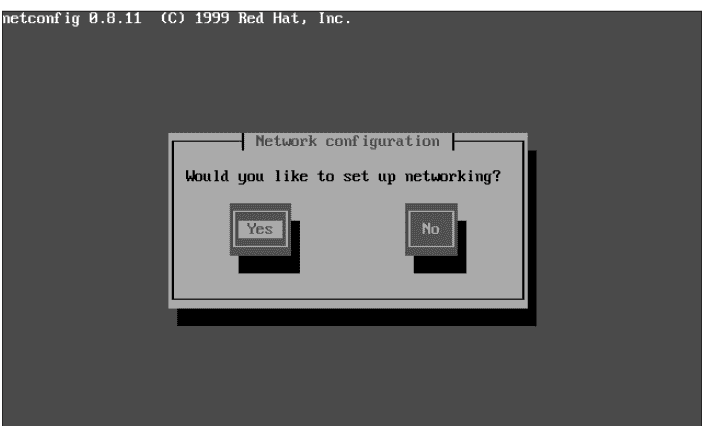 netconfig 0.8.11 (C) 1999 Red Hat, Inc.
Network configuration
Would you like to set up networking?
Yes No